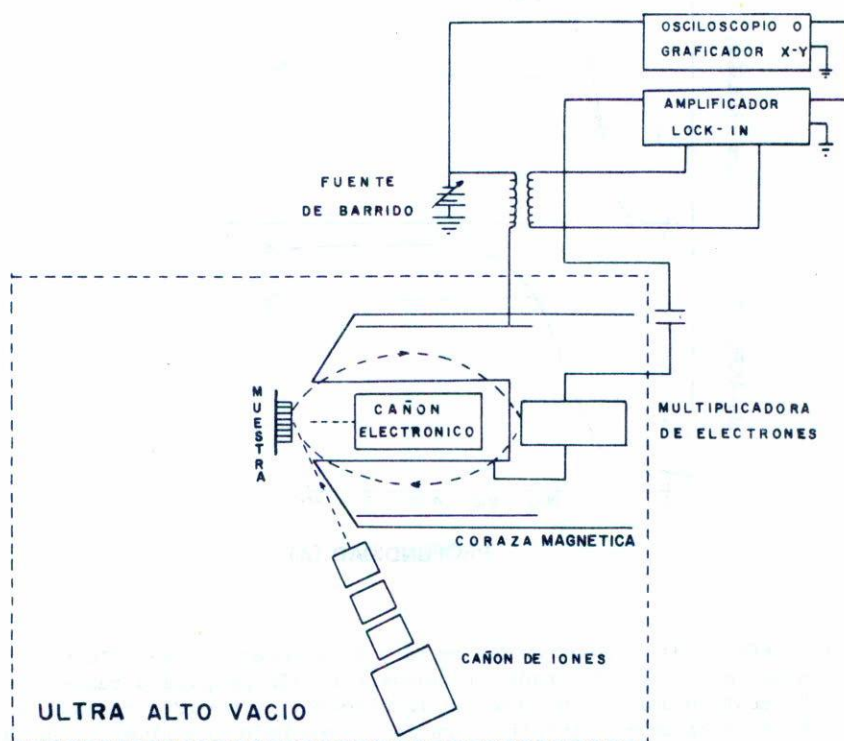 OSCILOSCOPIO O
GRAFICADOR X-Y
AMPLIFICADOR
LOCK-IN
FUENTE
DE BARRIDO
MUESTRA
CAÑON
ELECTRONICO
MULTIPLICADORA
DE ELECTRONES
CORAZA MAGNETICA
CAÑON DE IONES
ULTRA ALTO VACIO